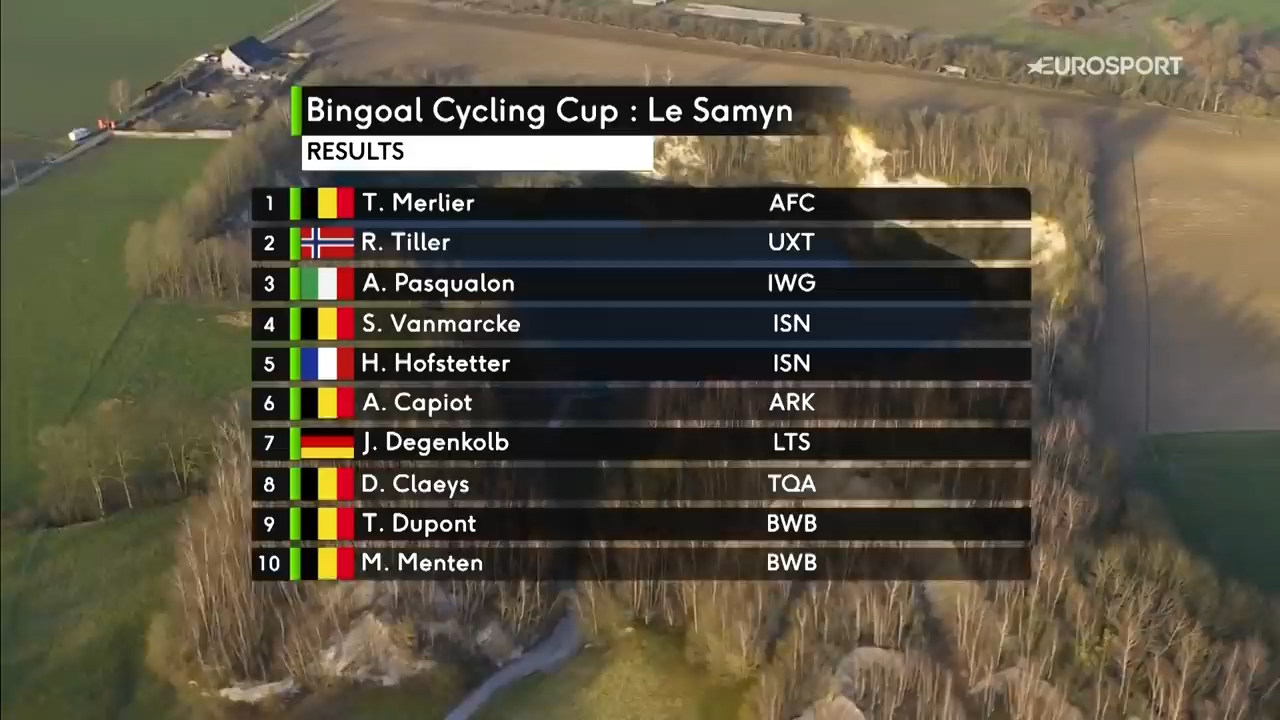 EUROSPORT
Bingoal Cycling Cup : Le Samyn
RESULTS
1 T. Merlier AFC
2 R. Tiller UXT
3 A. Pasqualon IWG
4 S. Vanmarcke ISN
5 H. Hofstetter ISN
6 A. Capiot ARK
7 J. Degenkolb LTS
8 D. Claeys TQA
9 T. Dupont BWB
10 M. Menten BWB